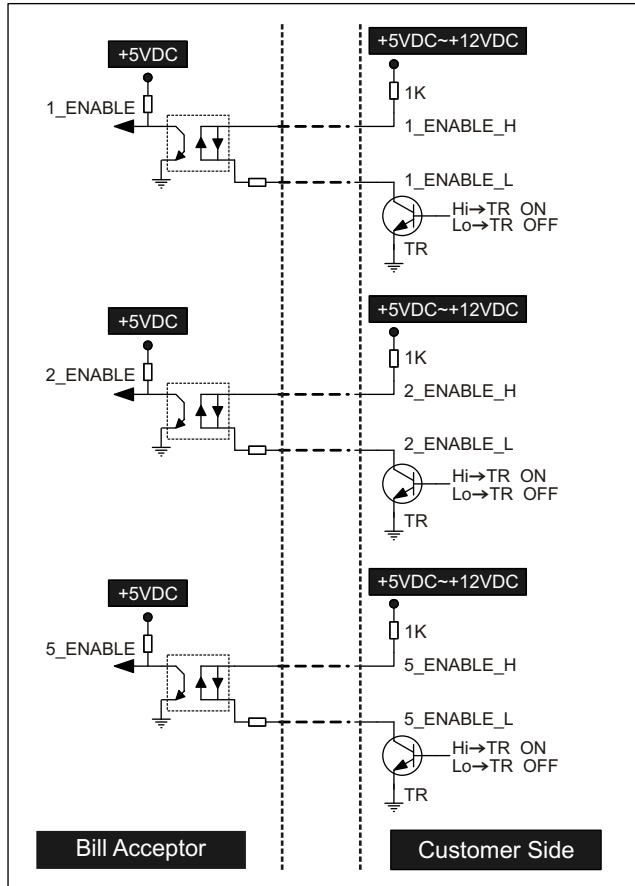 +5VDC
+5VDC~+12VDC
1K
1_ENABLE
1_ENABLE_H
1_ENABLE_L
Hi→TR ON
Lo→TR OFF
TR
+5VDC
+5VDC~+12VDC
1K
2_ENABLE
2_ENABLE_H
2_ENABLE_L
Hi→TR ON
Lo→TR OFF
TR
+5VDC
+5VDC~+12VDC
1K
5_ENABLE
5_ENABLE_H
5_ENABLE_L
Hi→TR ON
Lo→TR OFF
TR
Bill Acceptor
Customer Side